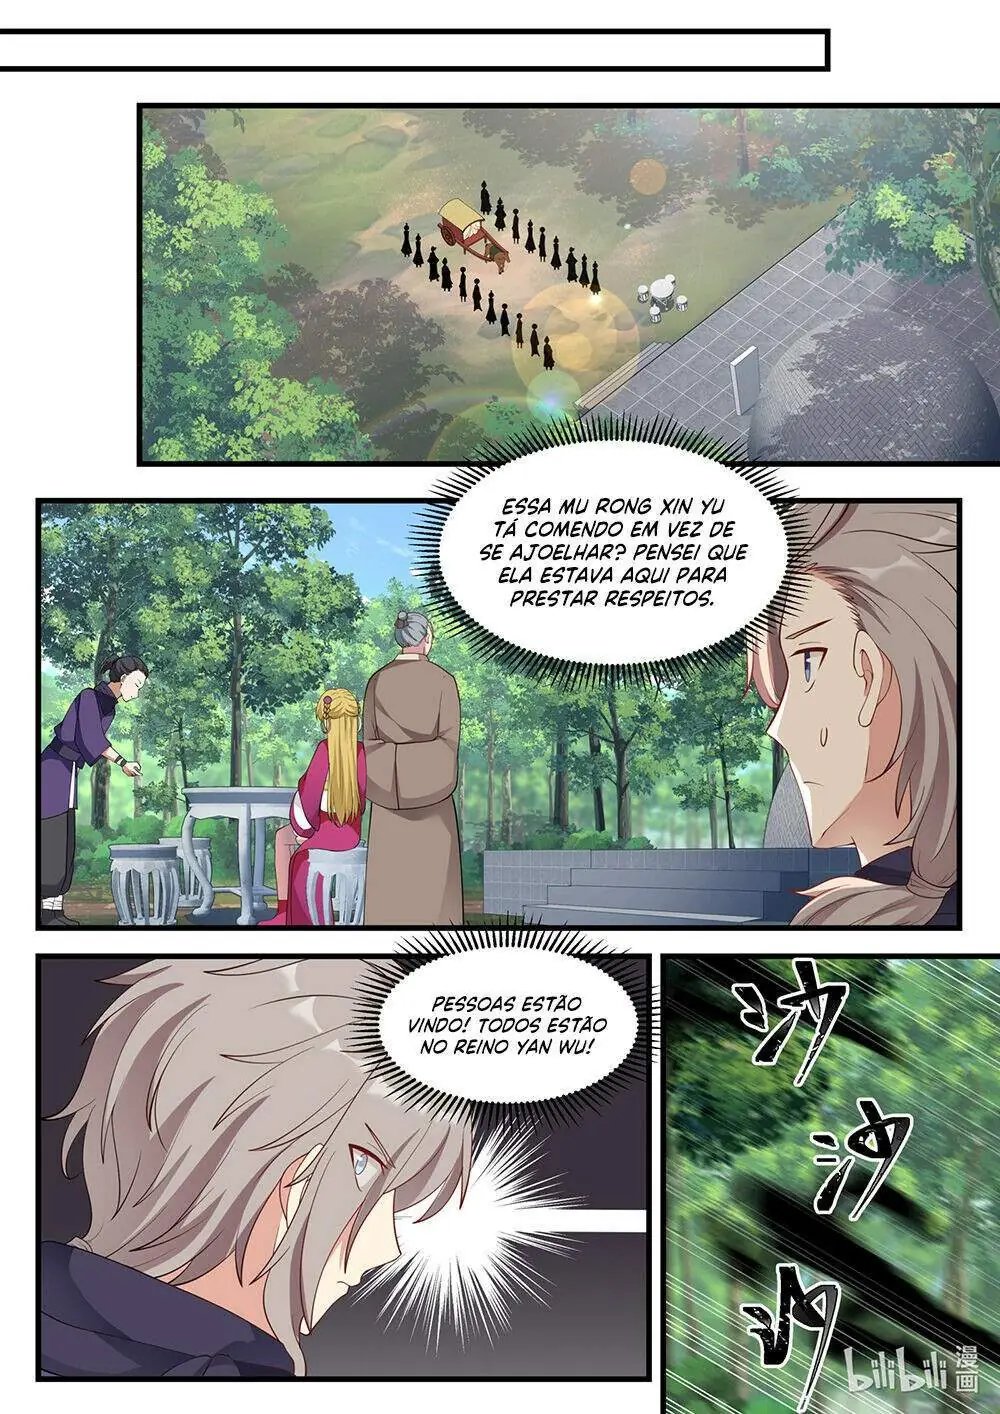 ESSA MU RONG XIN YU
TÁ COMENDO EM VEZ DE
SE AJOELHAR? PENSEI QUE
ELA ESTAVA AQUI PARA
PRESTAR RESPEITOS.
PESSOAS ESTÃO
VINDO! TODOS ESTÃO
NO REINO YAN WU!
沙
沙
沙
bilibili 漫画